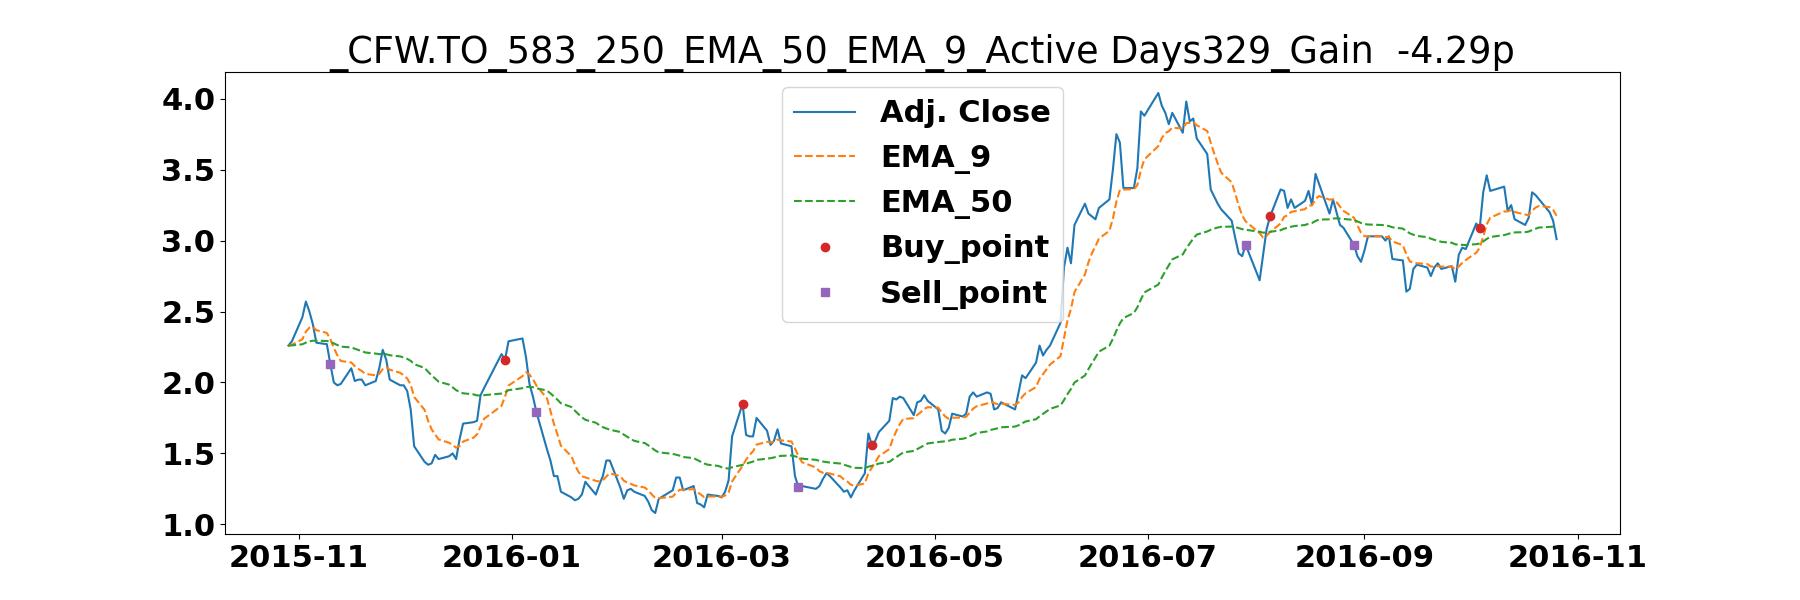 _CFW.TO_583_250_EMA_50_EMA_9_Active Days329_Gain  -4.29p
4.0
3.5
3.0
2.5
2.0
1.5
1.0
Adj. Close
EMA_9
EMA_50
Buy_point
Sell_point
2015-11
2016-01
2016-03
2016-05
2016-07
2016-09
2016-11